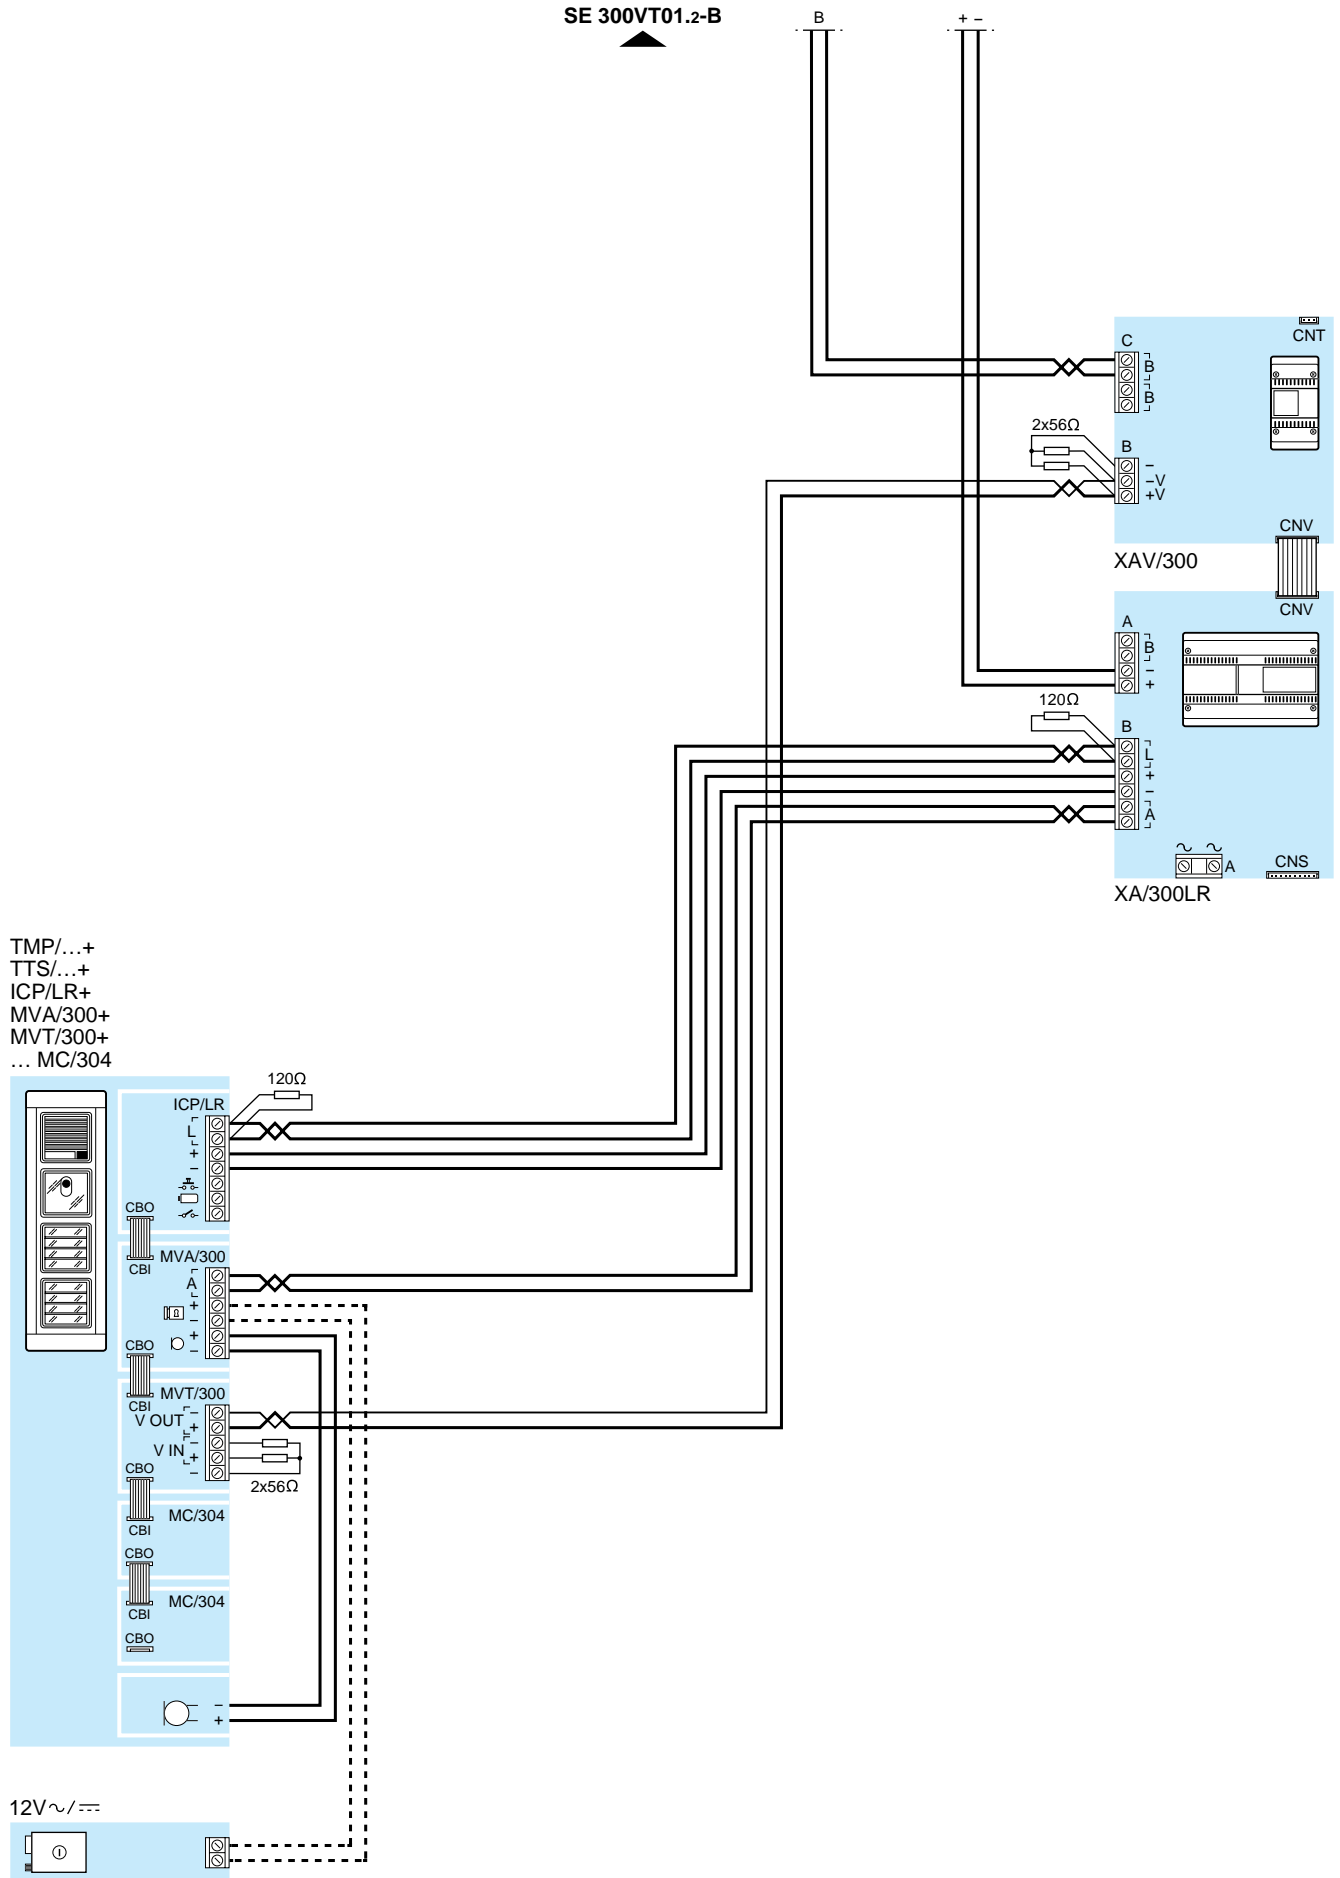 SE 300VT01.2-B
B
+ –
CNT
C
B
B
2x56Ω
B
–
–V
+V
CNV
XAV/300
CNV
A
B
–
+
120Ω
B
L
+
–
A
A
CNS
XA/300LR
TMP/…+
TTS/…+
ICP/LR+
MVA/300+
MVT/300+
… MC/304
120Ω
ICP/LR
L
+
–
CBO
CBI
MVA/300
A
+
–
+
–
CBO
CBI
MVT/300
V OUT
–
+
V IN
–
+
–
2x56Ω
CBO
CBI
MC/304
CBO
CBI
MC/304
CBO
–
+
12V~/⎓